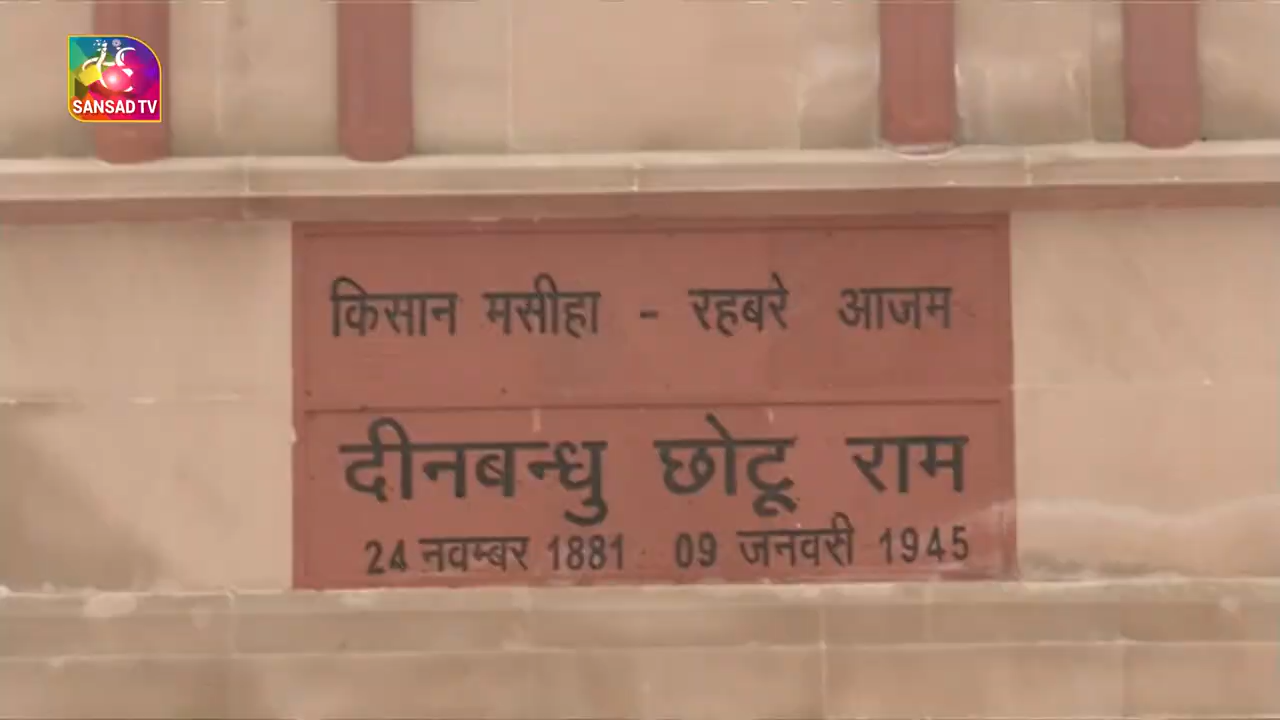 SANSAD TV
किसान मसीहा - रहबरे आजम
दीनबन्धु छोटू राम
24 नवम्बर 1881 09 जनवरी 1945